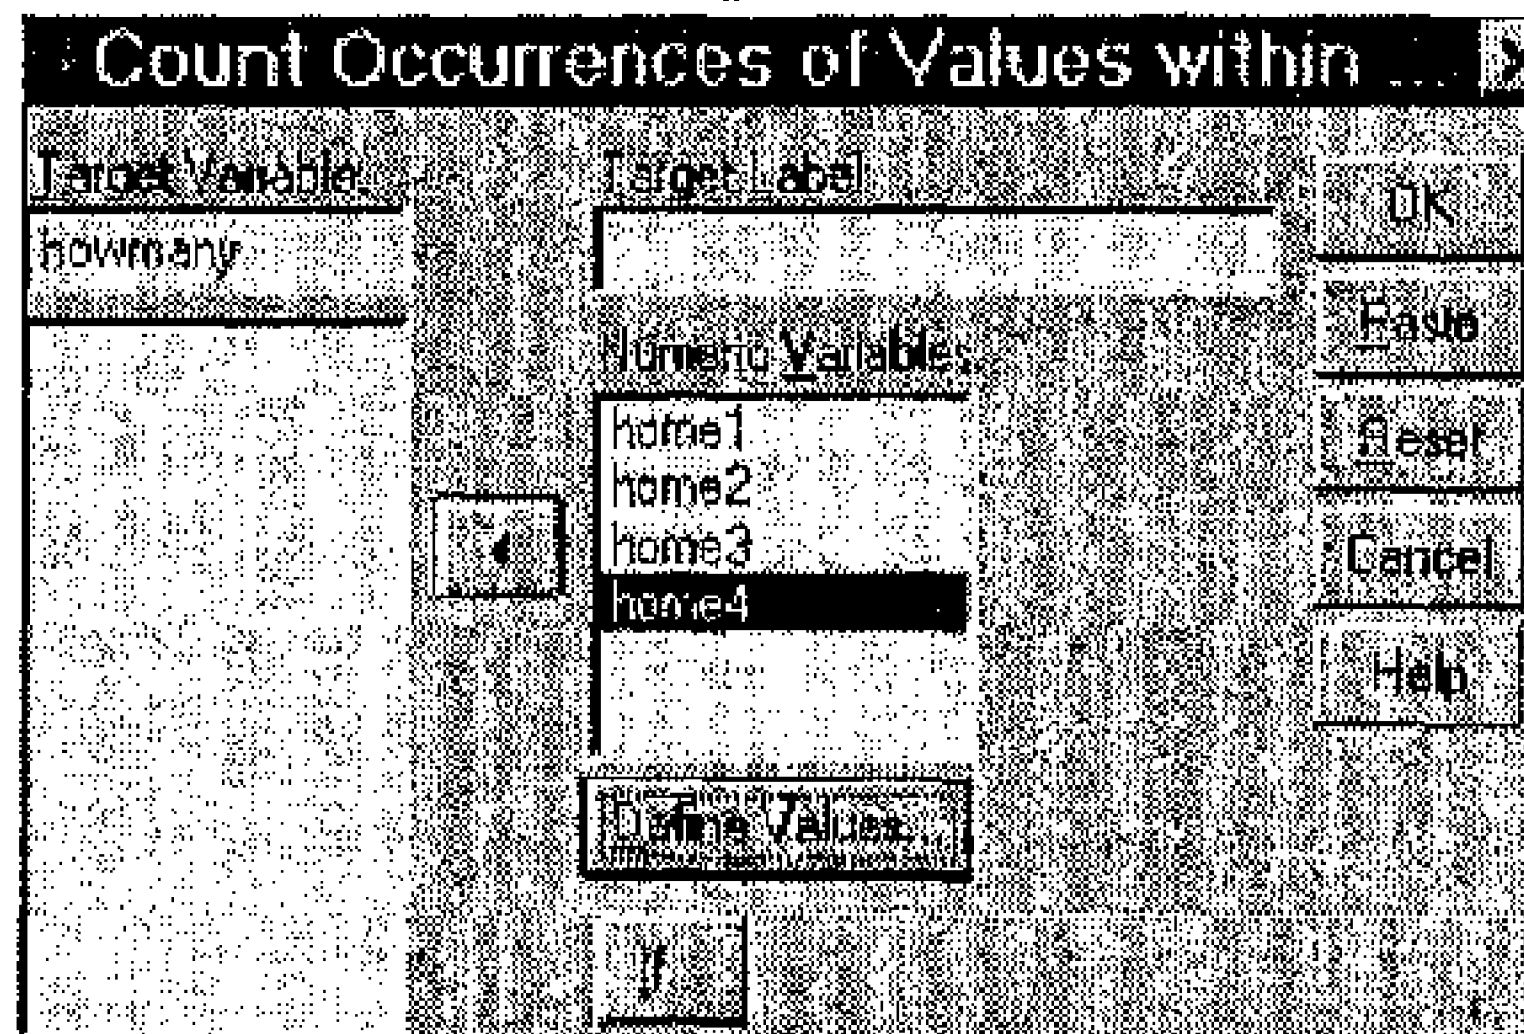 Count Occurrences of Values within ...
Target Variable:
howmany
Target Label:
Numeric Variables:
home1
home2
home3
home4
Define Values...
If...
OK
Paste
Reset
Cancel
Help